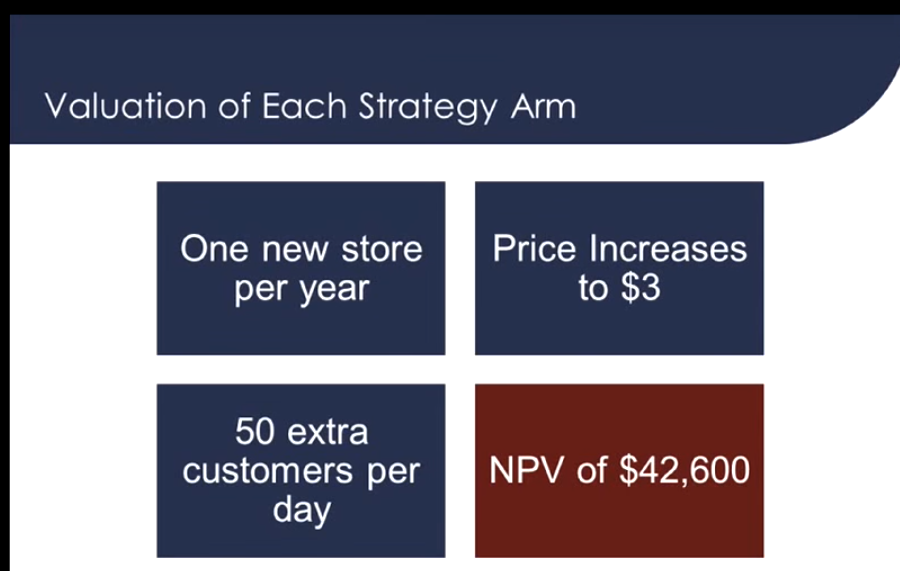 Valuation of Each Strategy Arm
One new store
per year
Price Increases
to $3
50 extra
customers per
day
NPV of $42,600